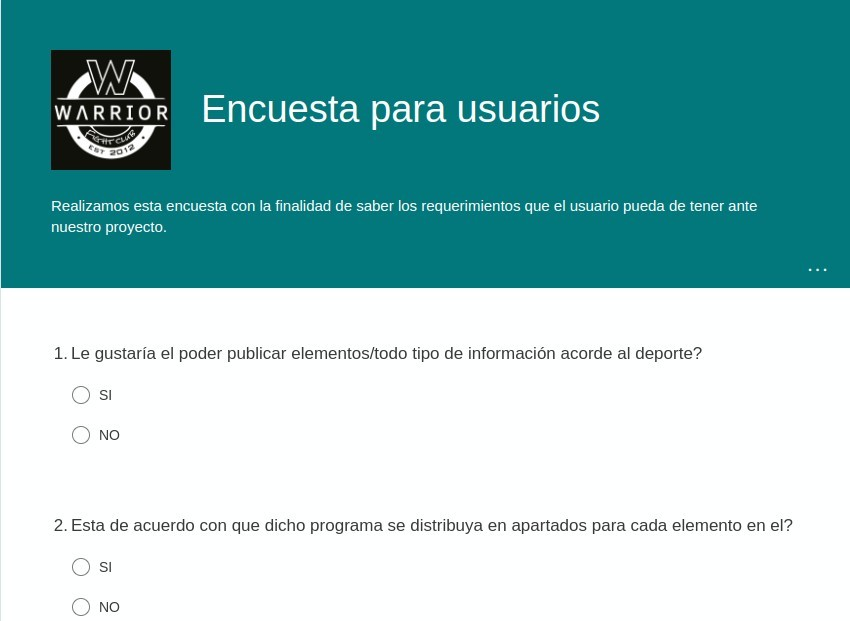 W
WARRIOR
FIGHT CLUB
EST 2012
Encuesta para usuarios
Realizamos esta encuesta con la finalidad de saber los requerimientos que el usuario pueda de tener ante
nuestro proyecto.
...
1. Le gustaría el poder publicar elementos/todo tipo de información acorde al deporte?
SI
NO
2. Esta de acuerdo con que dicho programa se distribuya en apartados para cada elemento en el?
SI
NO